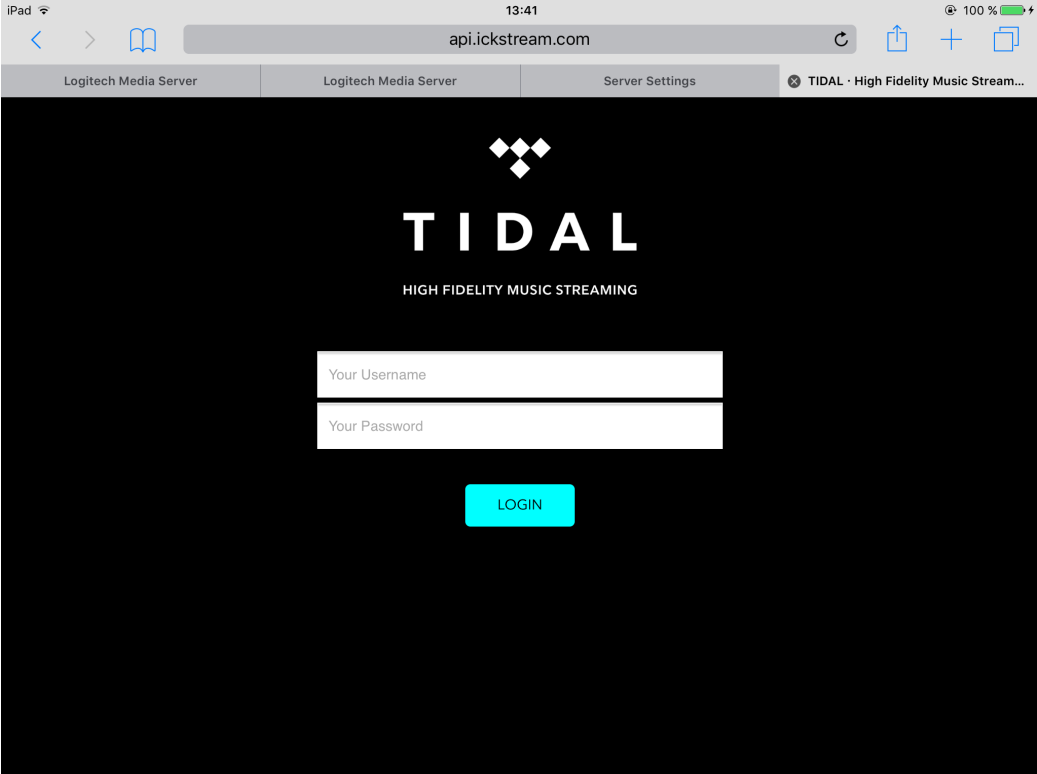 iPad 13:41 100 %
api.ickstream.com
Logitech Media Server Logitech Media Server Server Settings TIDAL · High Fidelity Music Stream...
TIDAL
HIGH FIDELITY MUSIC STREAMING
Your Username
Your Password
LOGIN